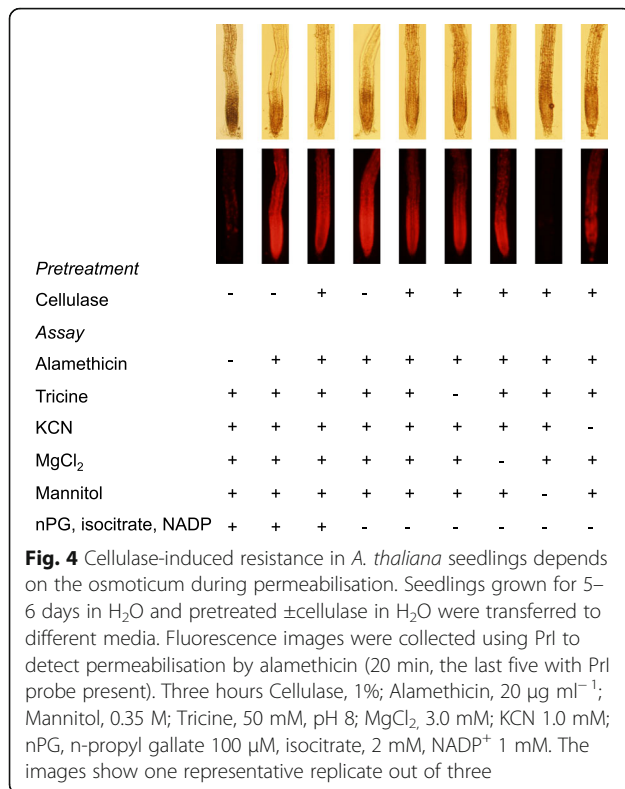 Pretreatment
Cellulase - - + - + + + + +
Assay
Alamethicin - + + + + + + + +
Tricine + + + + + - + + +
KCN + + + + + + + + -
MgCl₂ + + + + + + - + +
Mannitol + + + + + + + - +
nPG, isocitrate, NADP + + + - - - - - -
Fig. 4 Cellulase-induced resistance in A. thaliana seedlings depends
on the osmoticum during permeabilisation. Seedlings grown for 5–
6 days in H₂O and pretreated ±cellulase in H₂O were transferred to
different media. Fluorescence images were collected using PrI to
detect permeabilisation by alamethicin (20 min, the last five with PrI
probe present). Three hours Cellulase, 1%; Alamethicin, 20 μg ml⁻¹;
Mannitol, 0.35 M; Tricine, 50 mM, pH 8; MgCl₂, 3.0 mM; KCN 1.0 mM;
nPG, n-propyl gallate 100 μM, isocitrate, 2 mM, NADP⁺ 1 mM. The
images show one representative replicate out of three